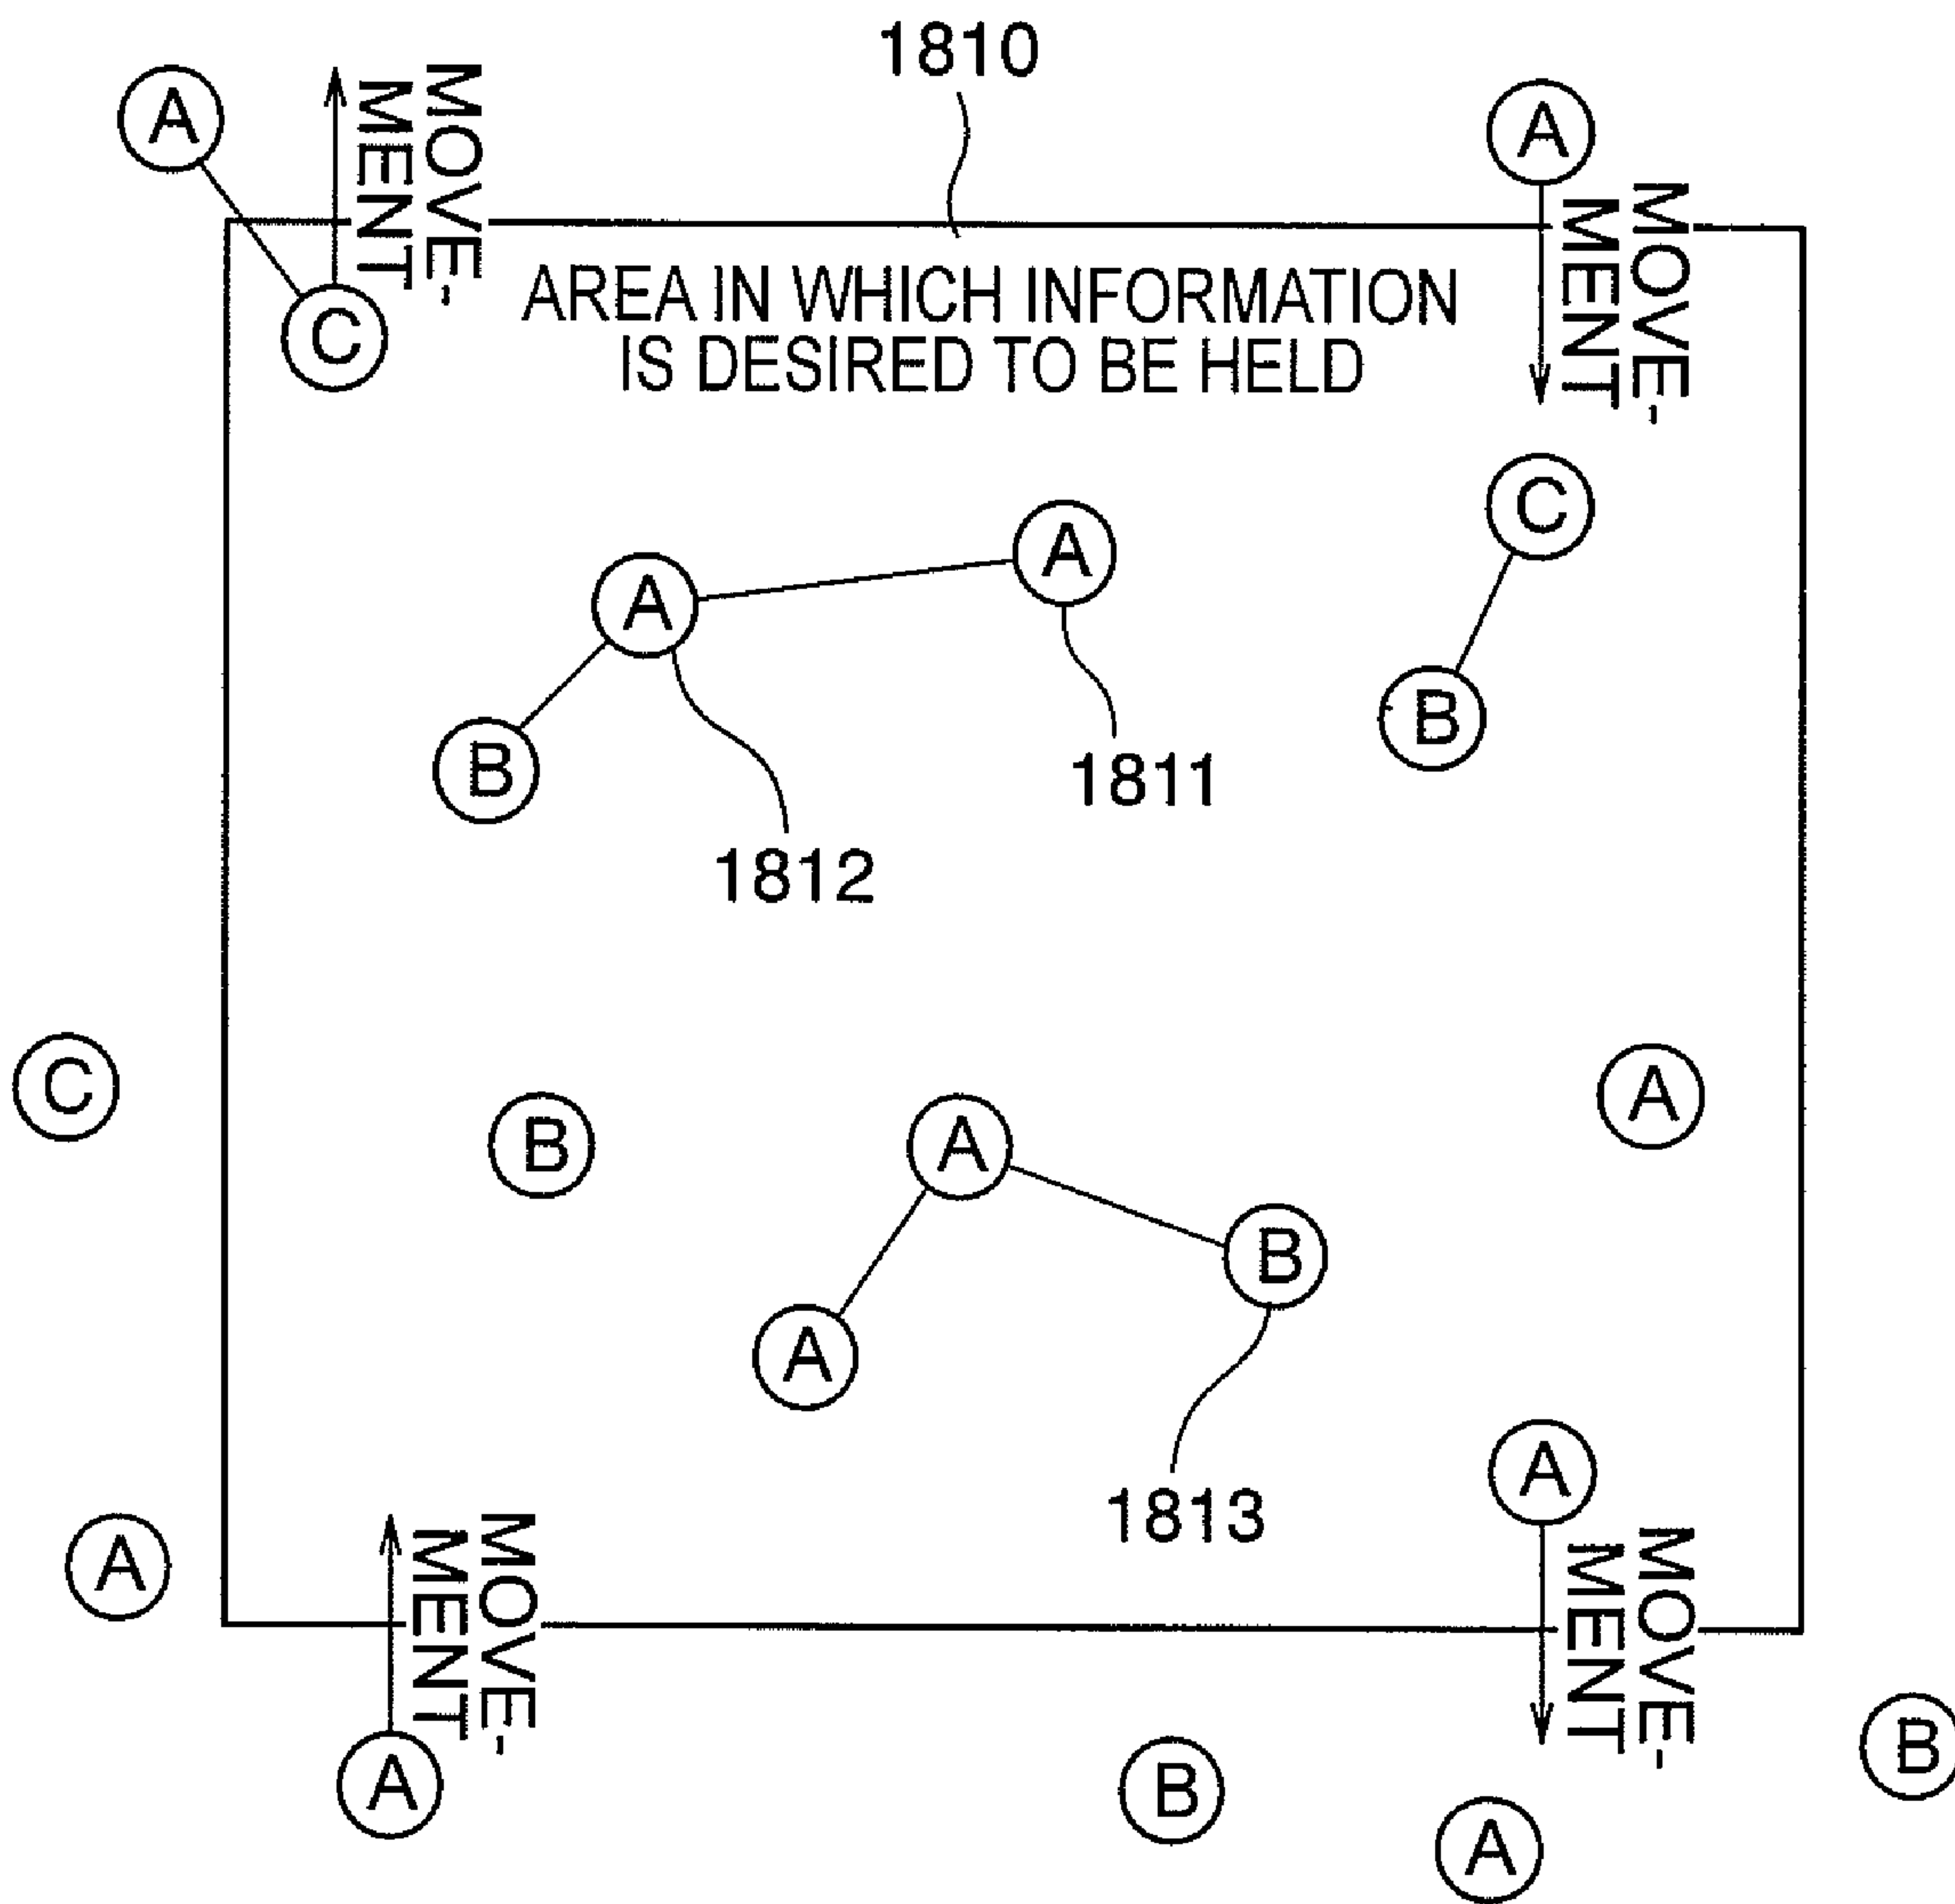 1810
A
MOVE-
MENT
A
MOVE-
MENT
AREA IN WHICH INFORMATION
IS DESIRED TO BE HELD
C
C
A
A
B
B
1811
1812
C
A
B
A
B
A
A
1813
A
MOVE-
MENT
MOVE-
MENT
A
B
B
A